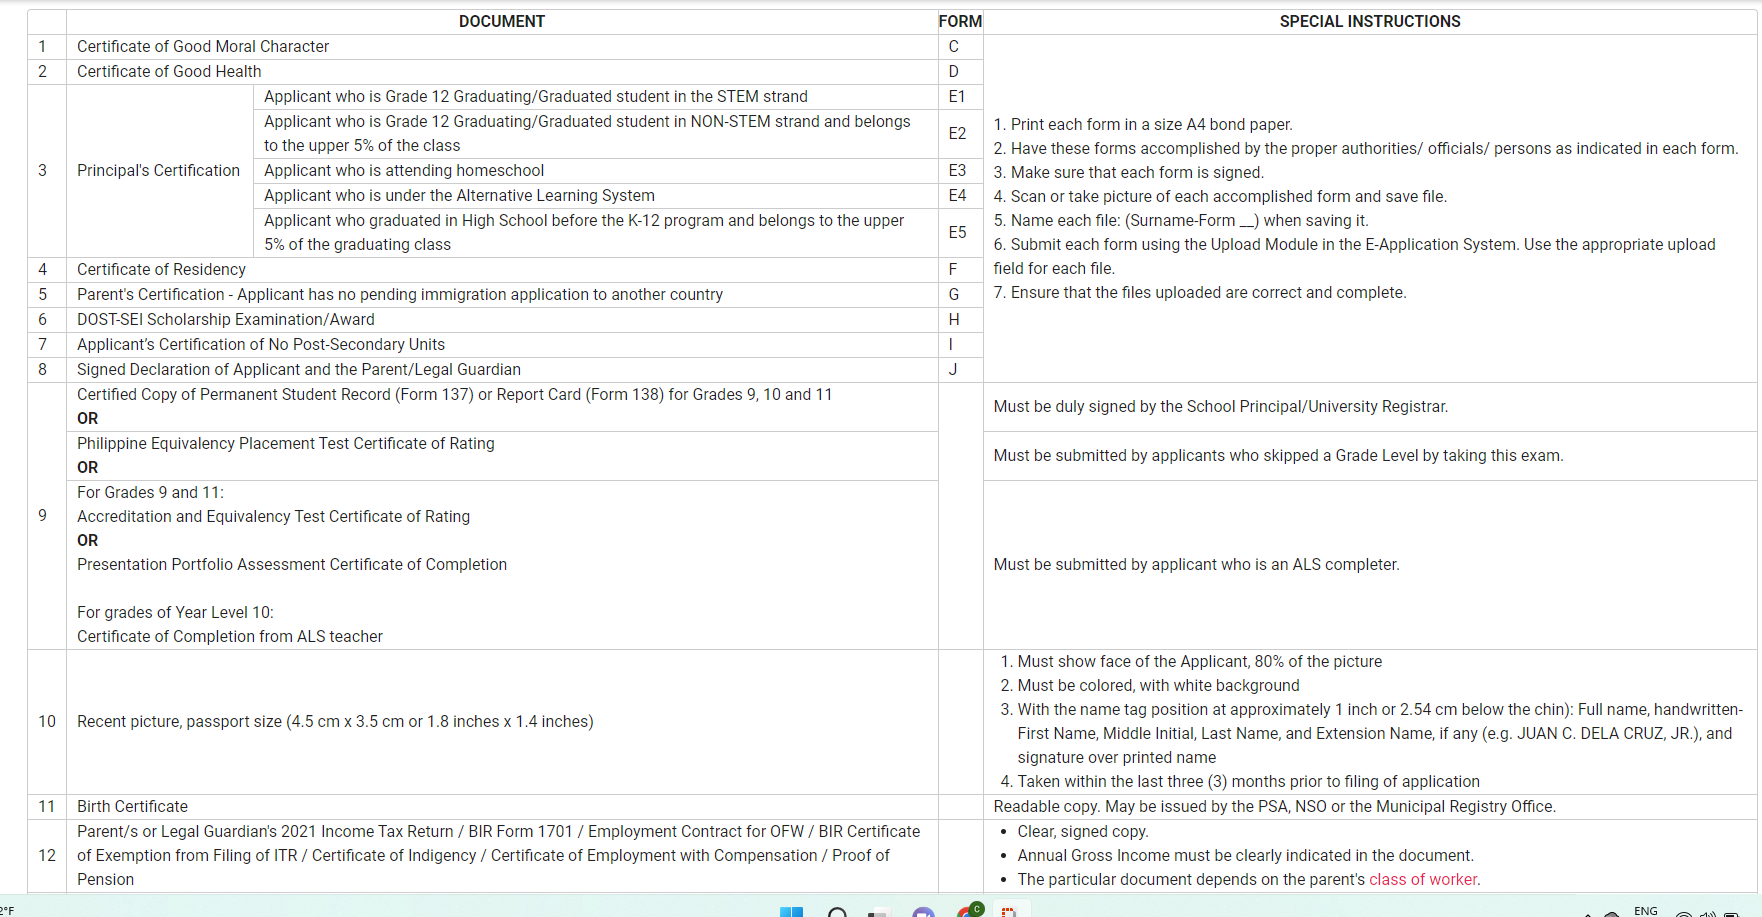 DOCUMENT FORM SPECIAL INSTRUCTIONS
1 Certificate of Good Moral Character C
2 Certificate of Good Health D
3 Principal's Certification
Applicant who is Grade 12 Graduating/Graduated student in the STEM strand E1
Applicant who is Grade 12 Graduating/Graduated student in NON-STEM strand and belongs
to the upper 5% of the class E2
Applicant who is attending homeschool E3
Applicant who is under the Alternative Learning System E4
Applicant who graduated in High School before the K-12 program and belongs to the upper
5% of the graduating class E5
4 Certificate of Residency F
5 Parent's Certification - Applicant has no pending immigration application to another country G
6 DOST-SEI Scholarship Examination/Award H
7 Applicant's Certification of No Post-Secondary Units I
8 Signed Declaration of Applicant and the Parent/Legal Guardian J
1. Print each form in a size A4 bond paper.
2. Have these forms accomplished by the proper authorities/ officials/ persons as indicated in each form.
3. Make sure that each form is signed.
4. Scan or take picture of each accomplished form and save file.
5. Name each file: (Surname-Form __) when saving it.
6. Submit each form using the Upload Module in the E-Application System. Use the appropriate upload
field for each file.
7. Ensure that the files uploaded are correct and complete.
9
Certified Copy of Permanent Student Record (Form 137) or Report Card (Form 138) for Grades 9, 10 and 11
OR
Must be duly signed by the School Principal/University Registrar.
Philippine Equivalency Placement Test Certificate of Rating
OR
Must be submitted by applicants who skipped a Grade Level by taking this exam.
For Grades 9 and 11:
Accreditation and Equivalency Test Certificate of Rating
OR
Presentation Portfolio Assessment Certificate of Completion
For grades of Year Level 10:
Certificate of Completion from ALS teacher
Must be submitted by applicant who is an ALS completer.
10 Recent picture, passport size (4.5 cm x 3.5 cm or 1.8 inches x 1.4 inches)
1. Must show face of the Applicant, 80% of the picture
2. Must be colored, with white background
3. With the name tag position at approximately 1 inch or 2.54 cm below the chin): Full name, handwritten-
First Name, Middle Initial, Last Name, and Extension Name, if any (e.g. JUAN C. DELA CRUZ, JR.), and
signature over printed name
4. Taken within the last three (3) months prior to filing of application
11 Birth Certificate Readable copy. May be issued by the PSA, NSO or the Municipal Registry Office.
12
Parent/s or Legal Guardian's 2021 Income Tax Return / BIR Form 1701 / Employment Contract for OFW / BIR Certificate
of Exemption from Filing of ITR / Certificate of Indigency / Certificate of Employment with Compensation / Proof of
Pension
• Clear, signed copy.
• Annual Gross Income must be clearly indicated in the document.
• The particular document depends on the parent's class of worker.
2°F
C
ENG